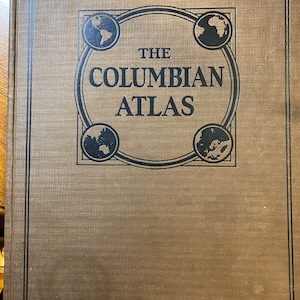 THE
COLUMBIAN
ATLAS